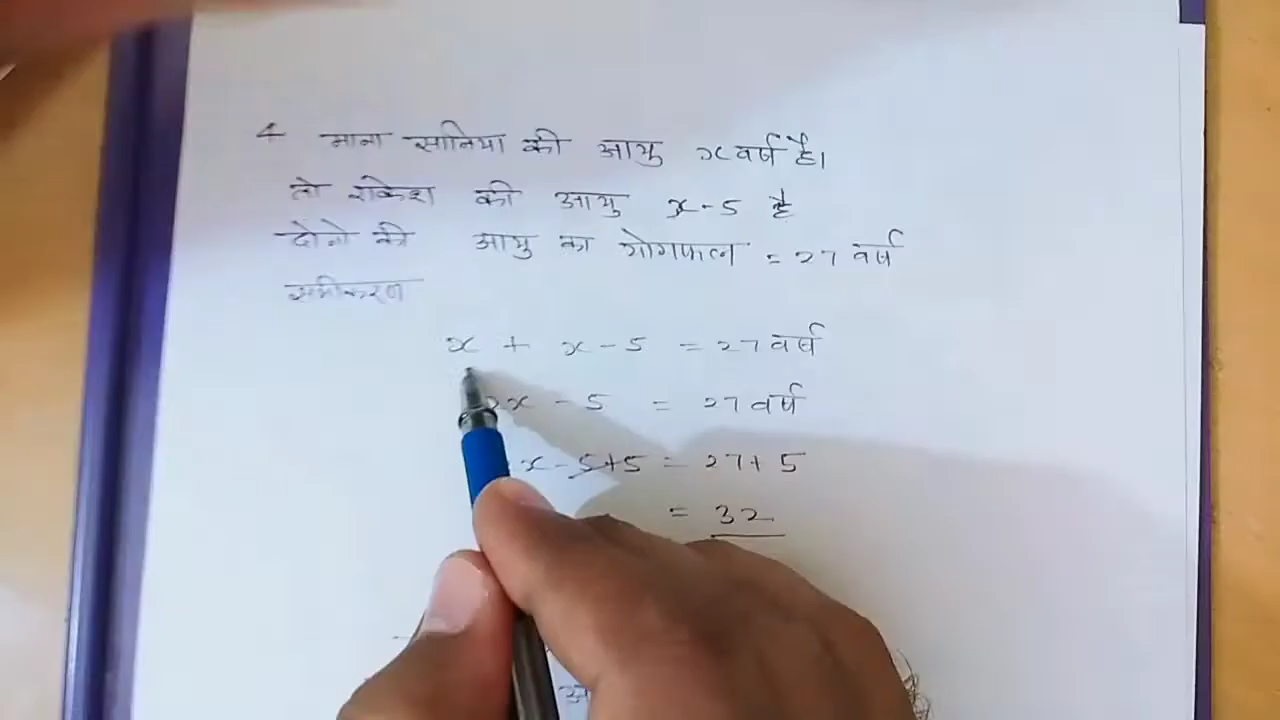 4 माना सानिया की आयु x वर्ष है।
तो राकेश की आयु x - 5 है
दोनो की आयु का योगफल = 27 वर्ष
समीकरण
x + x - 5 = 27 वर्ष
2x - 5 = 27 वर्ष
x - 5 + 5 = 27 + 5
= 32